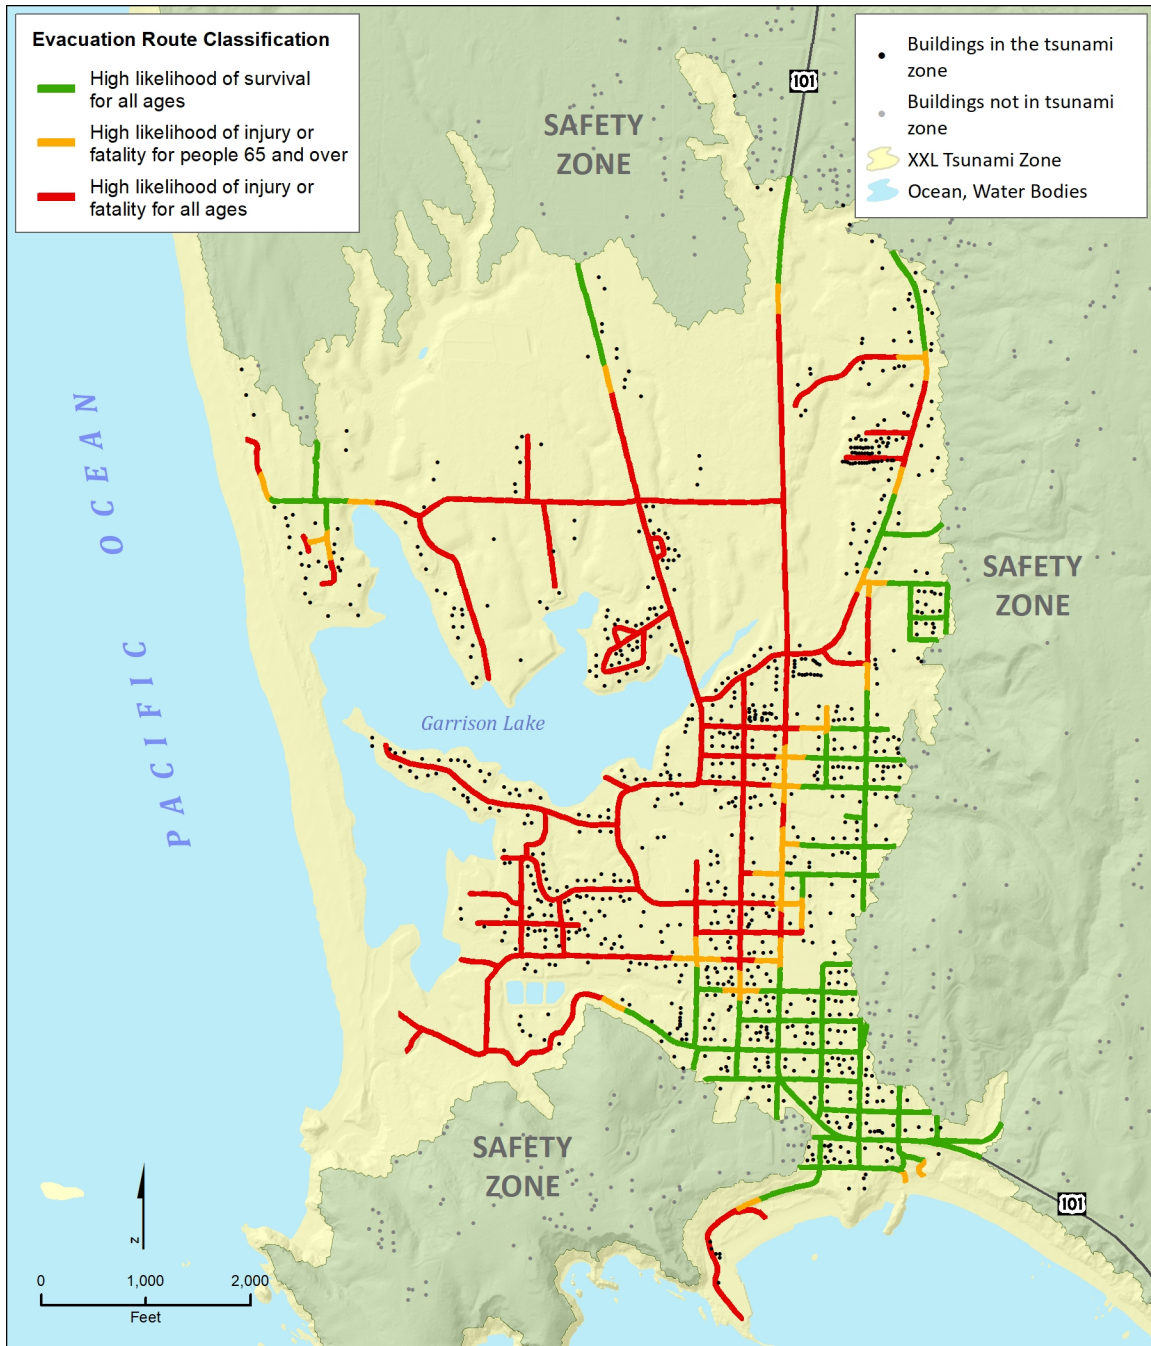 Evacuation Route Classification
High likelihood of survival
for all ages
High likelihood of injury or
fatality for people 65 and over
High likelihood of injury or
fatality for all ages
Buildings in the tsunami
zone
Buildings not in tsunami
zone
XXL Tsunami Zone
Ocean, Water Bodies
101
SAFETY
ZONE
PACIFIC OCEAN
SAFETY
ZONE
Garrison Lake
SAFETY
ZONE
101
N
0 1,000 2,000
Feet